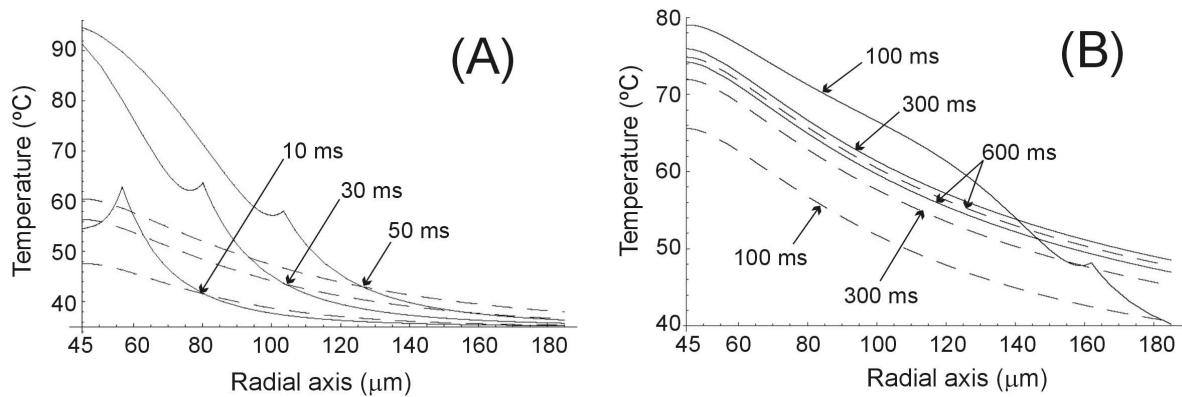 (A)
Temperature (ºC)
90
80
70
60
50
40
10 ms
30 ms
50 ms
45 60 80 100 120 140 160 180
Radial axis (μm)
(B)
Temperature (ºC)
80
70
60
50
40
100 ms
300 ms
600 ms
100 ms
300 ms
45 60 80 100 120 140 160 180
Radial axis (μm)